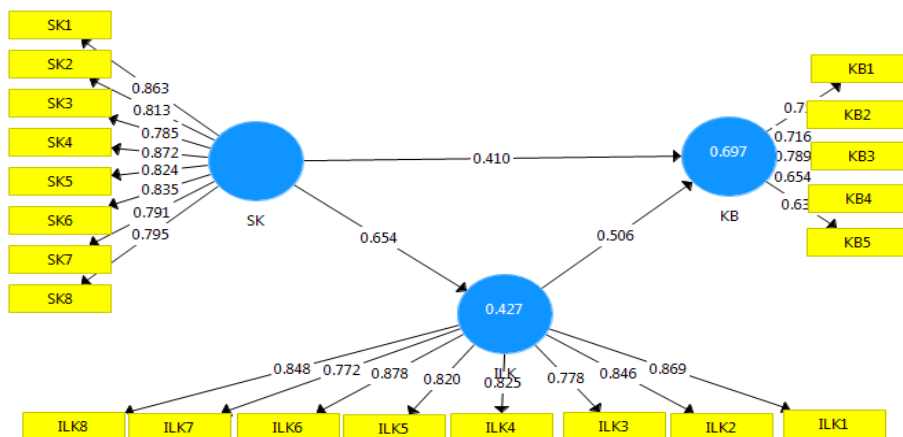 SK1
SK2
SK3
SK4
SK5
SK6
SK7
SK8
0.863
0.813
0.785
0.872
0.824
0.835
0.791
0.795
SK
0.410
0.654
0.506
0.697
KB
0.716
0.789
0.654
KB1
KB2
KB3
KB4
KB5
0.427
ILK
0.848
0.772
0.878
0.820
0.825
0.778
0.846
0.869
ILK8
ILK7
ILK6
ILK5
ILK4
ILK3
ILK2
ILK1